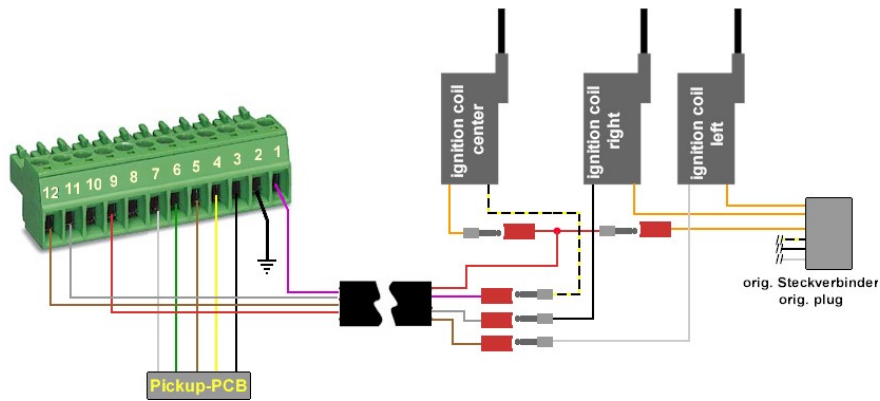 ignition coil
center
ignition coil
right
ignition coil
left
12 11 10 9 8 7 6 5 4 3 2 1
orig. Steckverbinder
orig. plug
Pickup-PCB